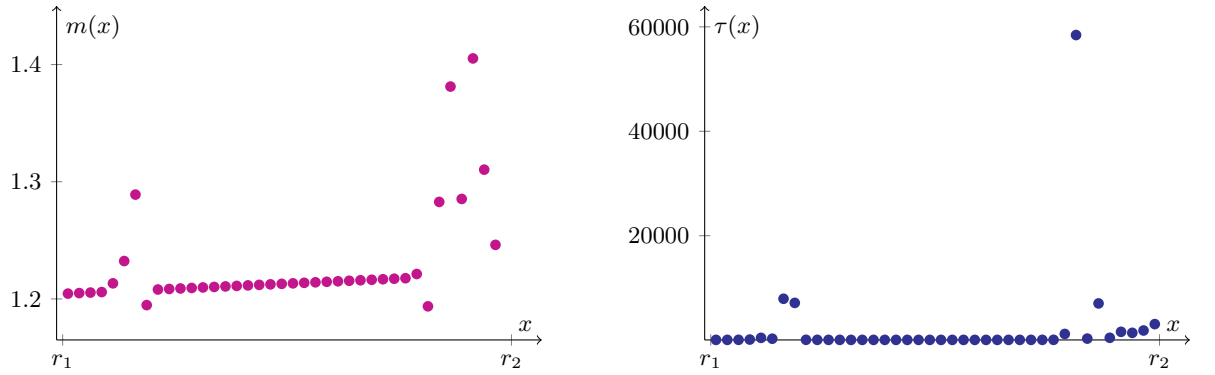 m(x)
1.4
1.3
1.2
x
r₁
r₂
60000
τ(x)
40000
20000
x
r₁
r₂